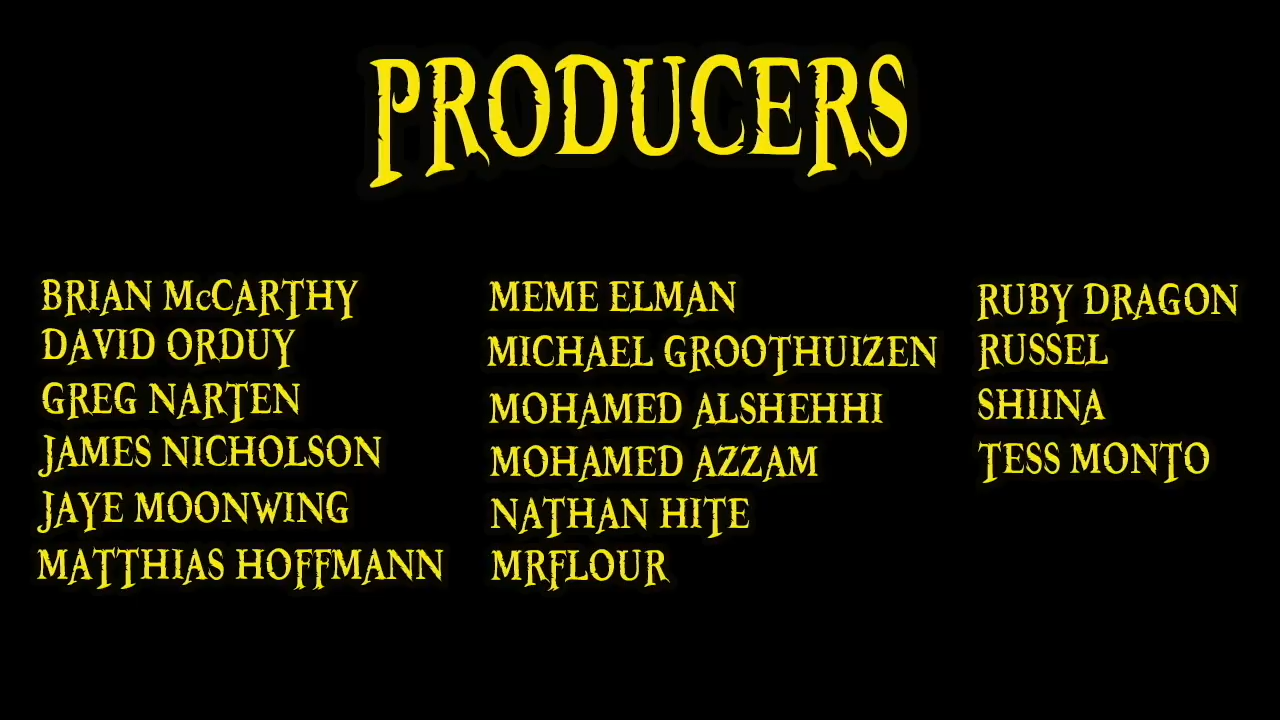 PRODUCERS
BRIAN McCARTHY
DAVID ORDUY
GREG NARTEN
JAMES NICHOLSON
JAYE MOONWING
MATTHIAS HOFFMANN
MEME ELMAN
MICHAEL GROOTHUIZEN
MOHAMED ALSHEHHI
MOHAMED AZZAM
NATHAN HITE
MRFLOUR
RUBY DRAGON
RUSSEL
SHIINA
TESS MONTO